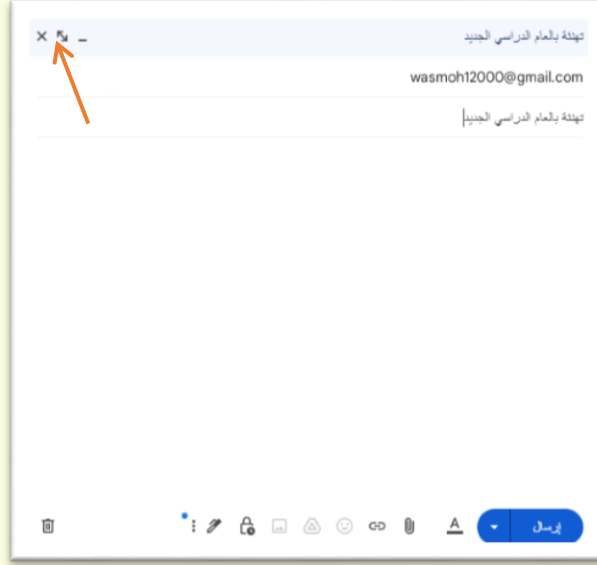 تهنئة بالعام الدراسي الجديد
wasmoh12000@gmail.com
تهنئة بالعام الدراسي الجديد
إرسال